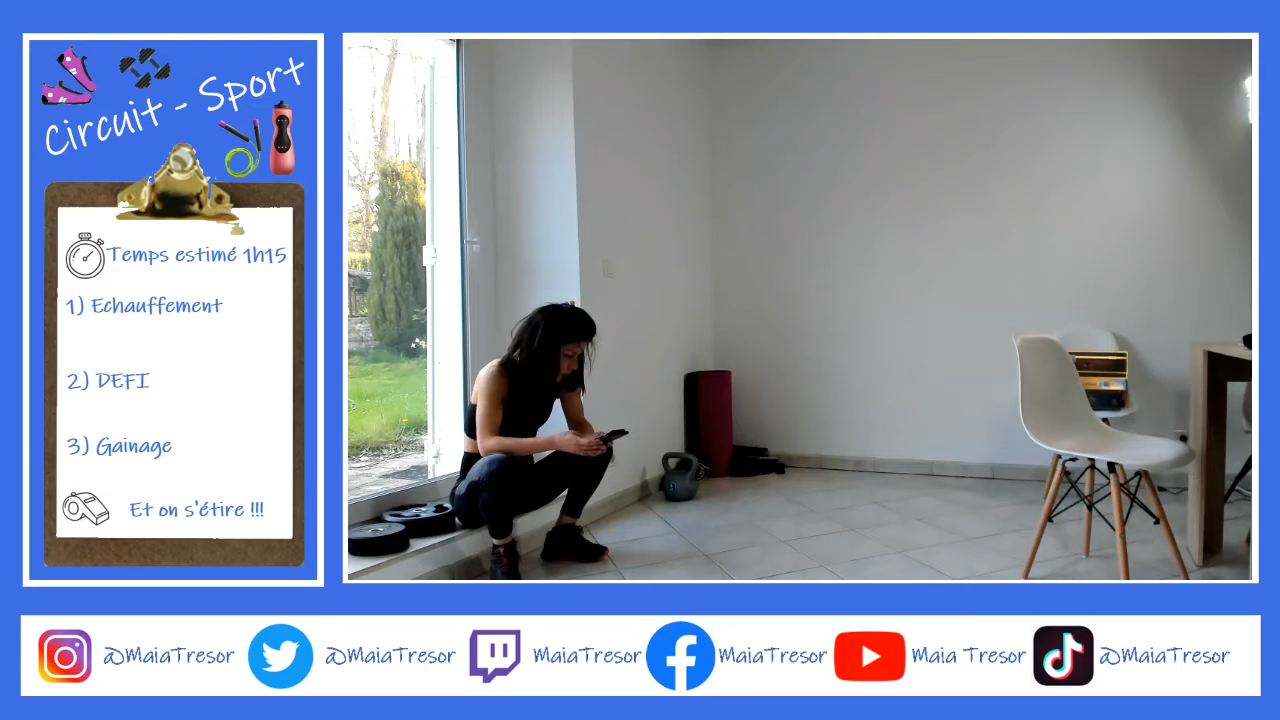 Circuit - Sport
Temps estimé 1h15
1) Echauffement
2) DEFI
3) Gainage
Et on s'étire !!!
@MaiaTresor @MaiaTresor MaiaTresor MaiaTresor Maia Tresor @MaiaTresor